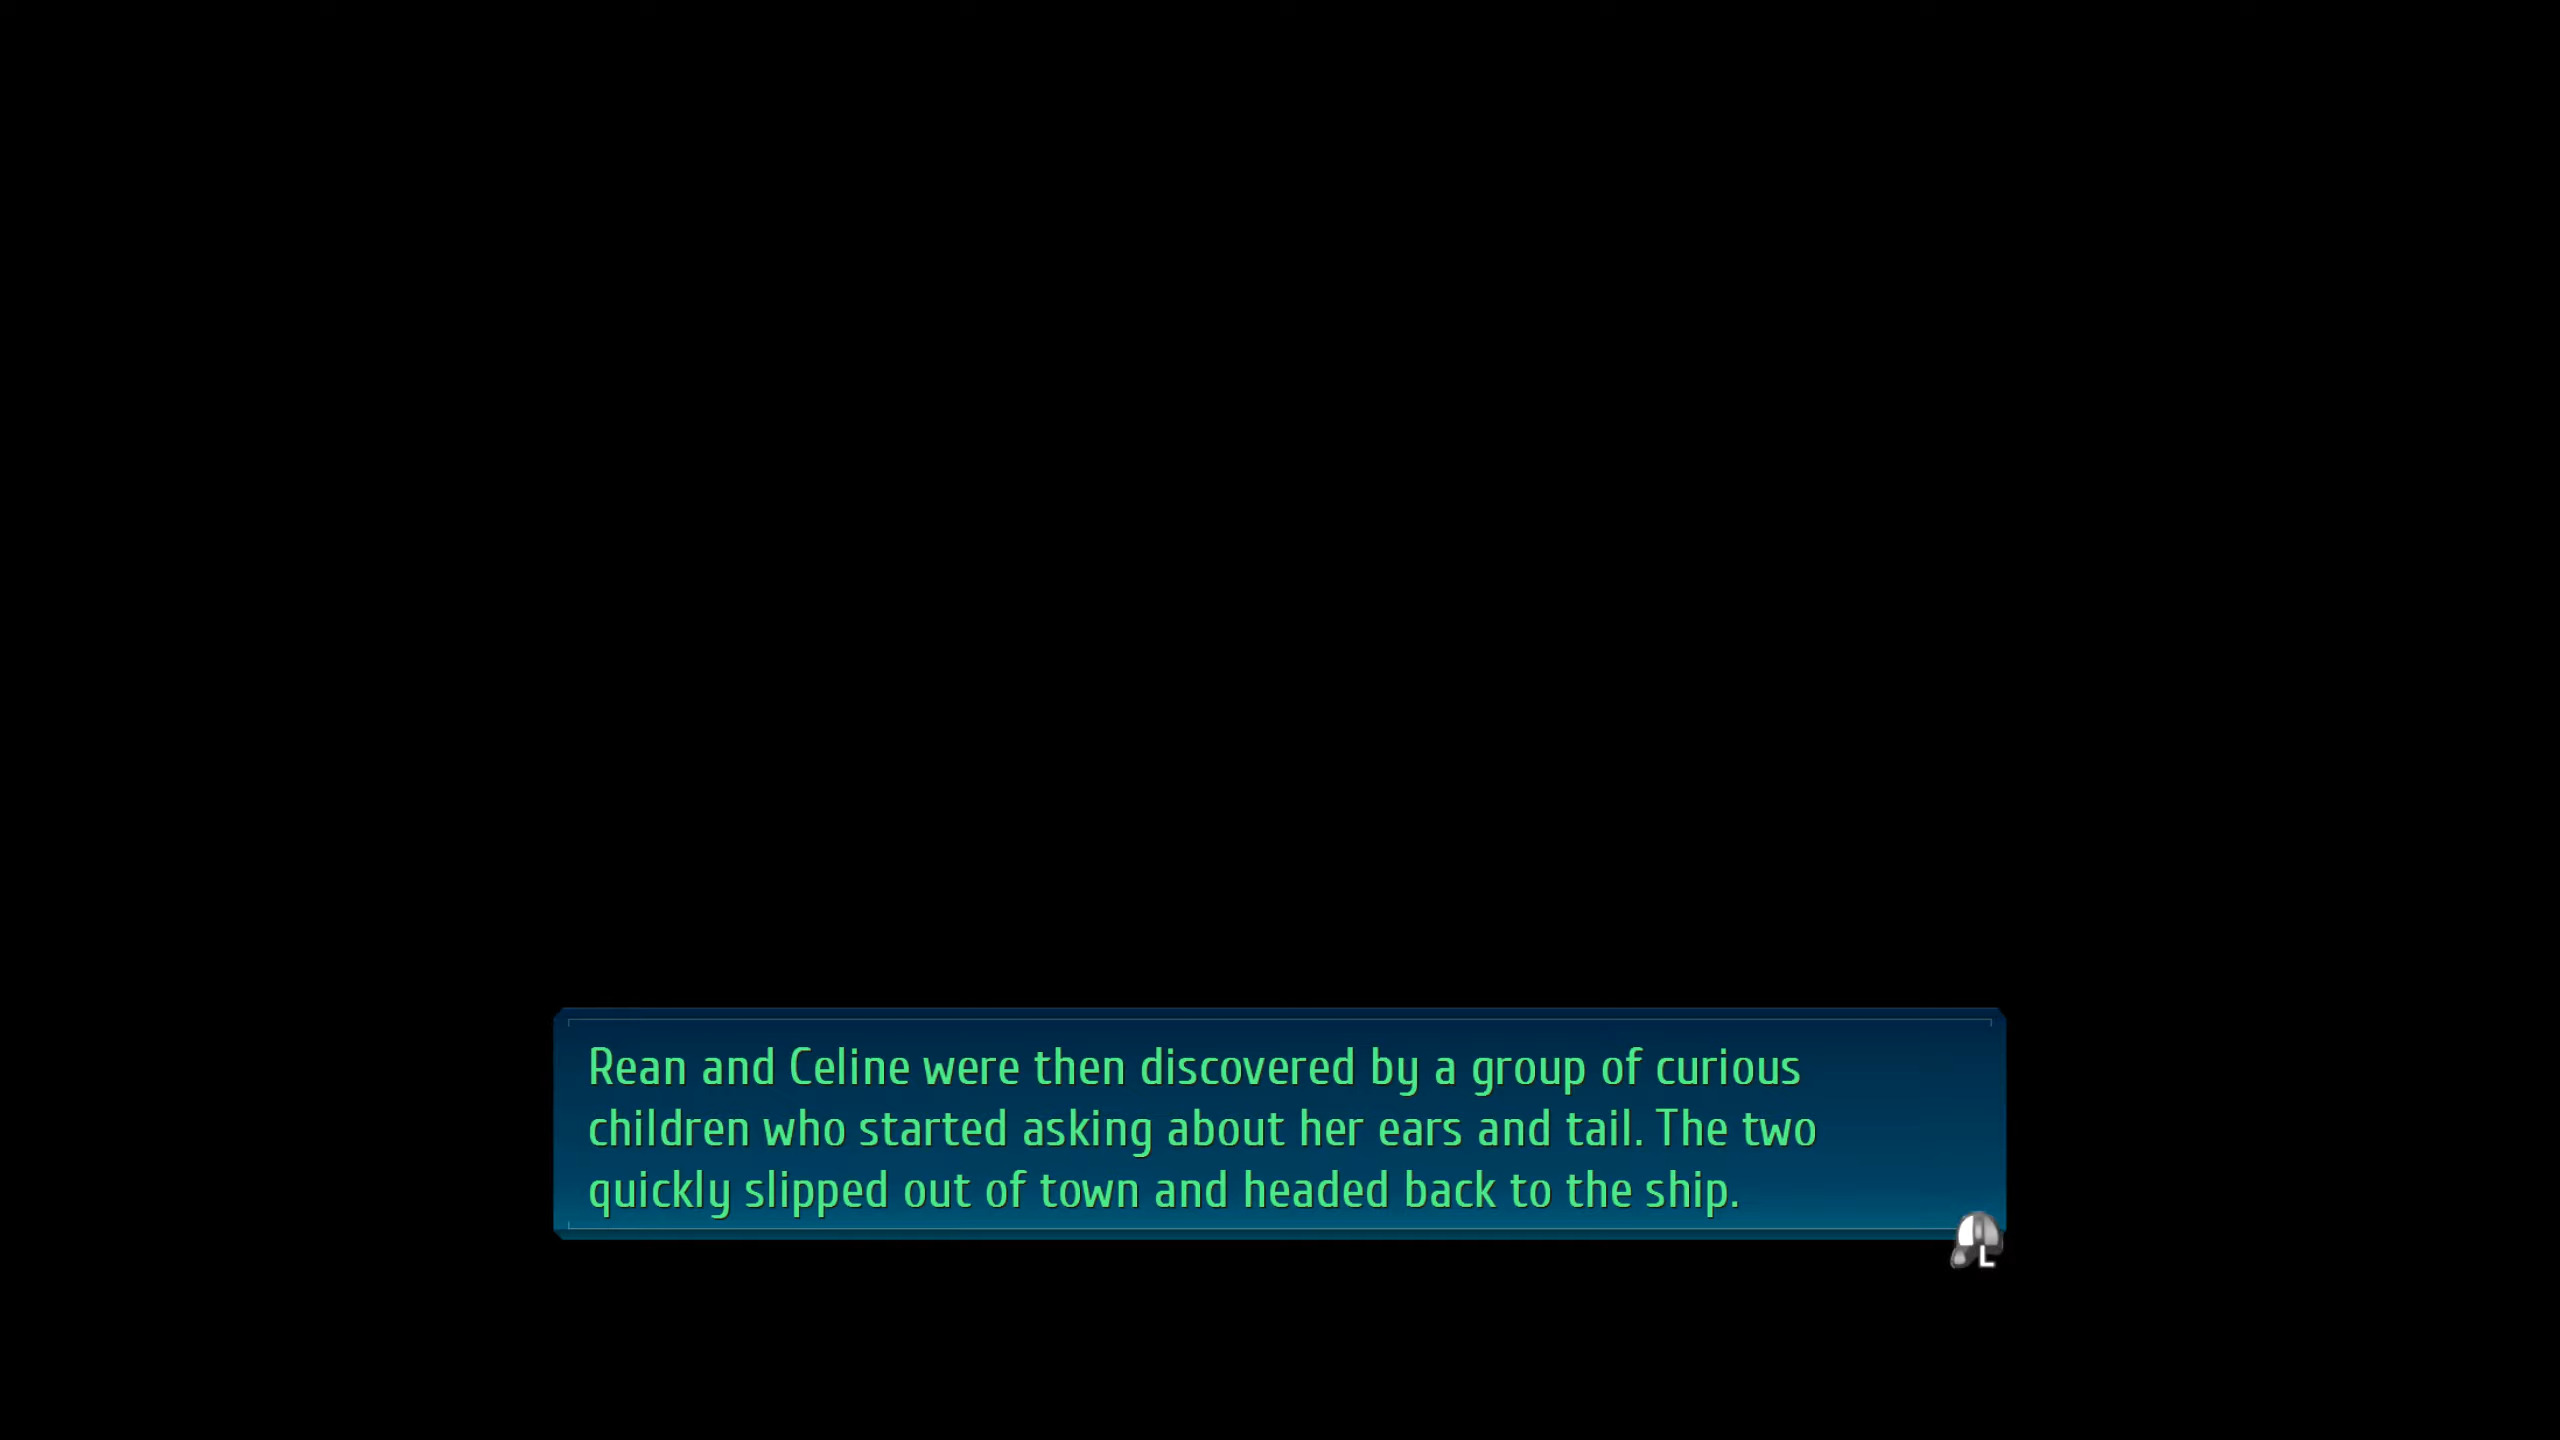 Rean and Celine were then discovered by a group of curious
children who started asking about her ears and tail. The two
quickly slipped out of town and headed back to the ship.
L